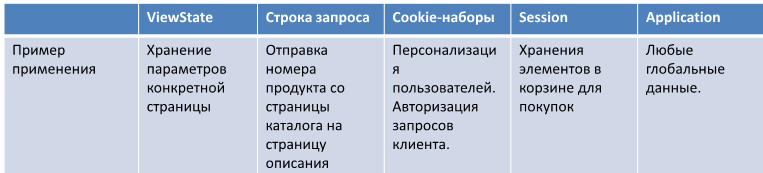 ViewState
Строка запроса
Cookie-наборы
Session
Application
Пример
применения
Хранение
параметров
конкретной
страницы
Отправка
номера
продукта со
страницы
каталога на
страницу
описания
Персонализаци
я
пользователей.
Авторизация
запросов
клиента.
Хранения
элементов в
корзине для
покупок
Любые
глобальные
данные.